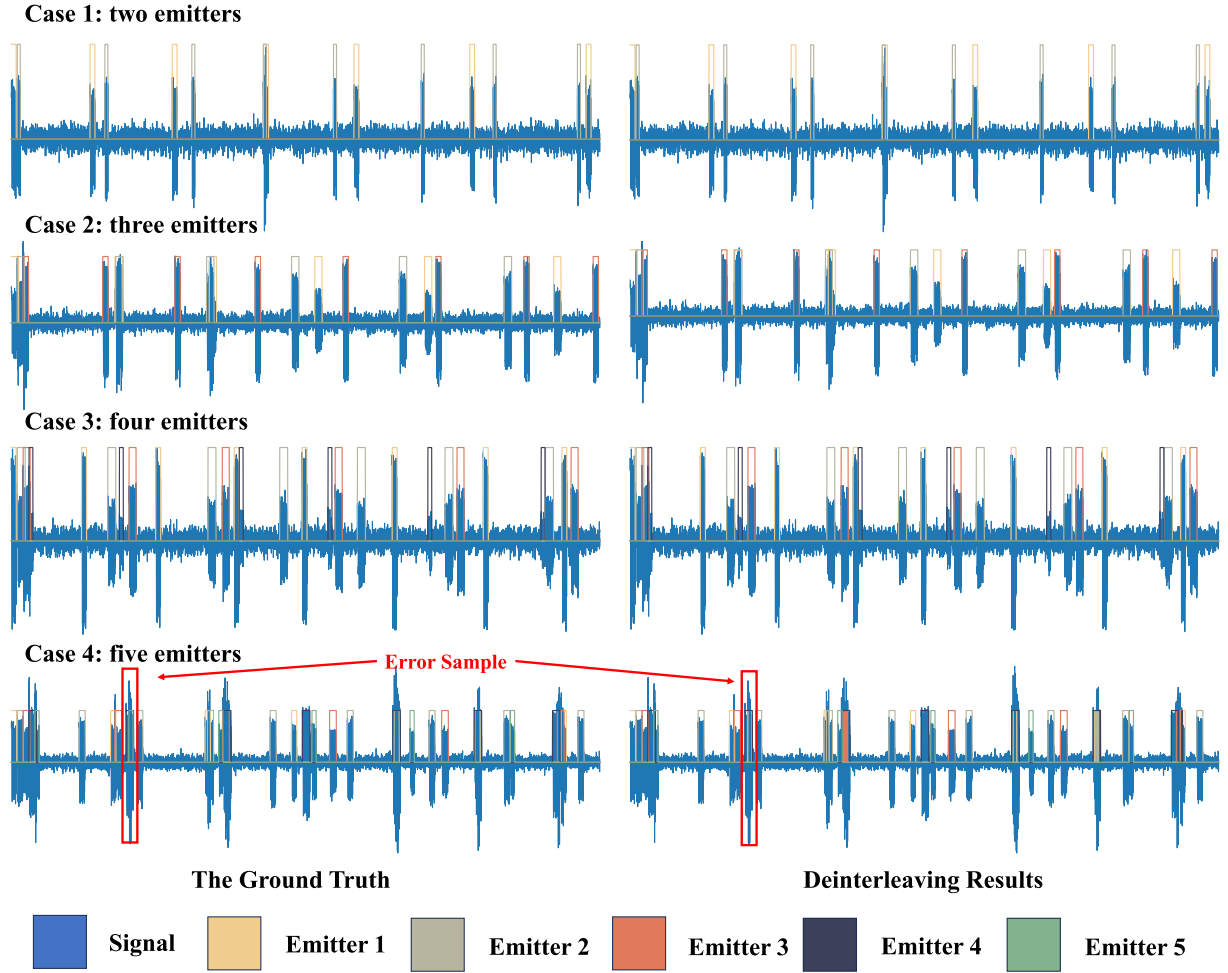 Case 1: two emitters
Case 2: three emitters
Case 3: four emitters
Case 4: five emitters
Error Sample
The Ground Truth
Deinterleaving Results
Signal
Emitter 1
Emitter 2
Emitter 3
Emitter 4
Emitter 5